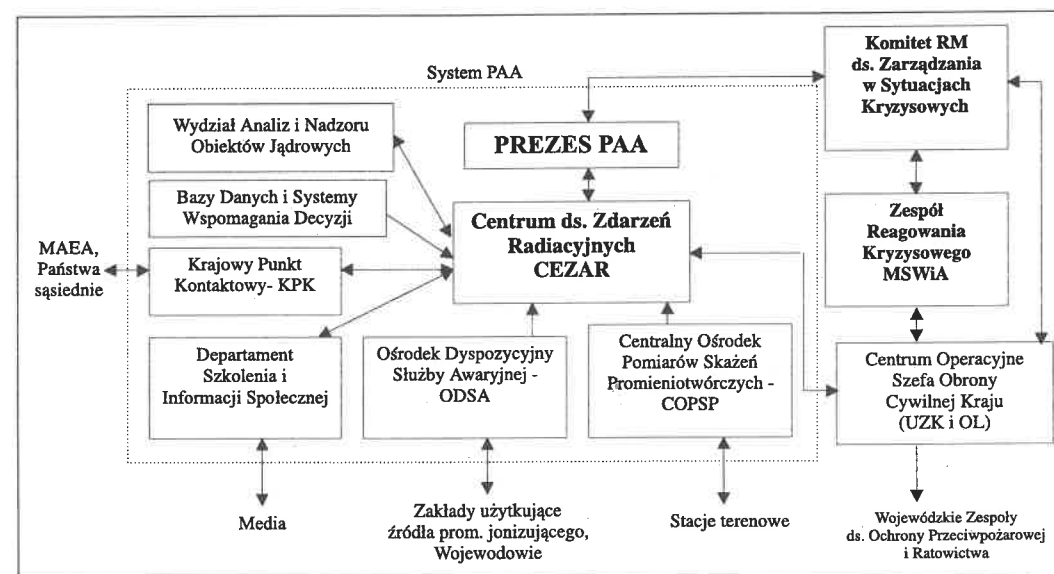 System PAA
Komitet RM
ds. Zarządzania
w Sytuacjach
Kryzysowych
Wydział Analiz i Nadzoru
Obiektów Jądrowych
PREZES PAA
Bazy Danych i Systemy
Wspomagania Decyzji
Centrum ds. Zdarzeń
Radiacyjnych
CEZAR
Zespół
Reagowania
Kryzysowego
MSWiA
MAEA,
Państwa
sąsiednie
Krajowy Punkt
Kontaktowy- KPK
Departament
Szkolenia i
Informacji Społecznej
Ośrodek Dyspozycyjny
Służby Awaryjnej -
ODSA
Centralny Ośrodek
Pomiarów Skażeń
Promieniotwórczych -
COPSP
Centrum Operacyjne
Szefa Obrony
Cywilnej Kraju
(UZK i OL)
Media
Zakłady użytkujące
źródła prom. jonizującego,
Wojewodowie
Stacje terenowe
Wojewódzkie Zespoły
ds. Ochrony Przeciwpożarowej
i Ratowictwa